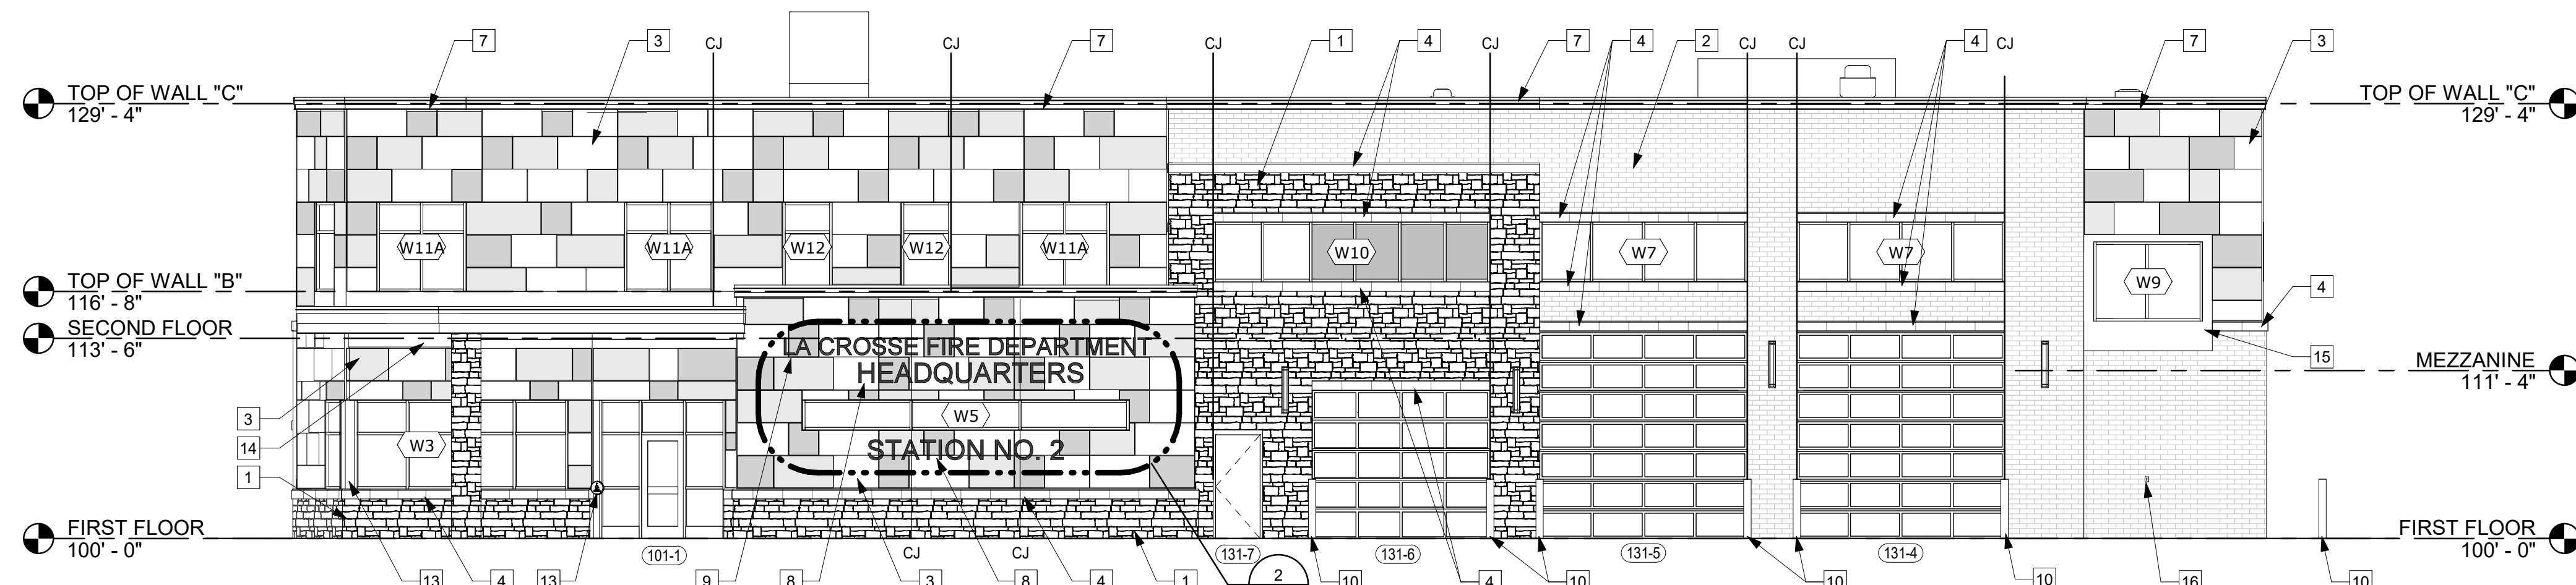 7 3 CJ CJ 7 CJ 1 4 CJ 7 4 2 CJ CJ 4 CJ 7 3
TOP OF WALL "C"
129' - 4"
TOP OF WALL "C"
129' - 4"
W11A W11A W12 W12 W11A W10 W7 W7
W9
TOP OF WALL "B"
116' - 8"
4
SECOND FLOOR
113' - 6"
LA CROSSE FIRE DEPARTMENT
HEADQUARTERS
15
MEZZANINE
111' - 4"
3
W5
14
W3
STATION NO. 2
1
FIRST FLOOR
100' - 0"
FIRST FLOOR
100' - 0"
101-1 CJ CJ 131-7 131-6 131-5 131-4
13 4 13 9 8 3 8 4 1 2 10 4 10 10 10 16 10